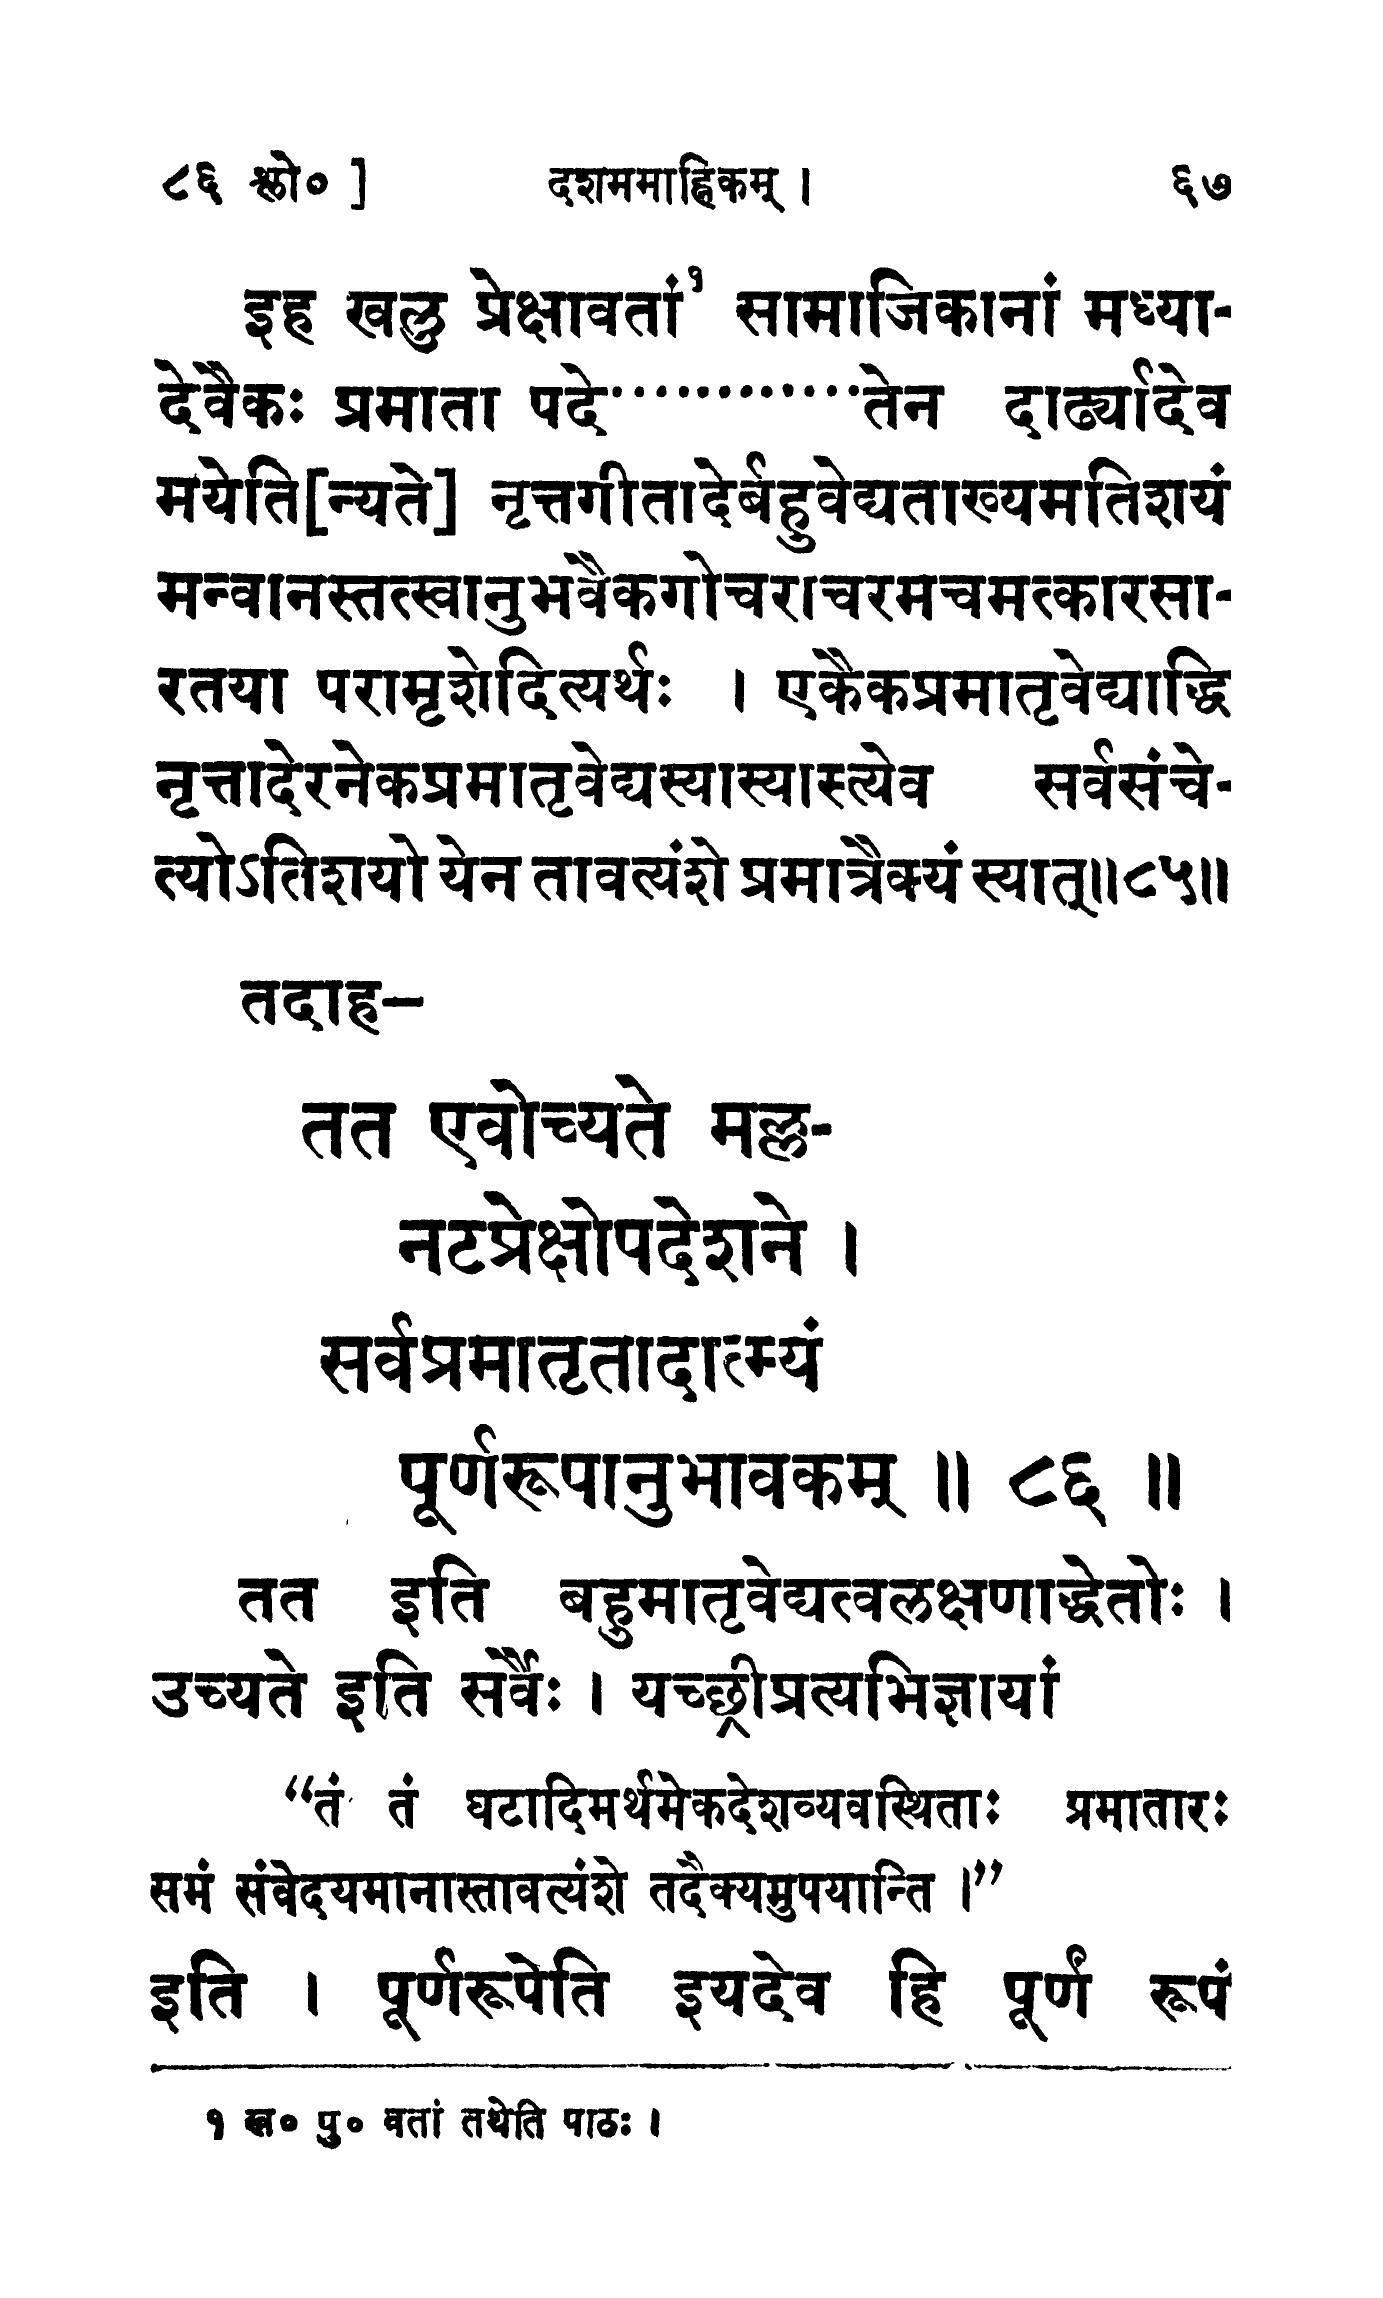 ८६ श्लो० ] दशममाह्निकम् । ६७
इह खलु प्रेक्षावतां१ सामाजिकानां मध्या-
देवैकः प्रमाता पदे············तेन दार्ढ्यादेव
मयेति[न्यते] नृत्तगीतादेर्बहुवेद्यताख्यमतिशयं
मन्वानस्तत्स्वानुभवैकगोचराचरमचमत्कारसा-
रतया परामृशेदित्यर्थः । एकैकप्रमातृवेद्याद्धि
नृत्तादेरनेकप्रमातृवेद्यस्यास्यास्त्येव सर्वसंचे-
त्योऽतिशयो येन तावत्यंशे प्रमात्रैक्यं स्यात्॥८५॥
तदाह—
तत एवोच्यते मल्ल-
नटप्रेक्षोपदेशने ।
सर्वप्रमातृतादात्म्यं
पूर्णरूपानुभावकम् ॥ ८६ ॥
तत इति बहुमातृवेद्यत्वलक्षणाद्धेतोः ।
उच्यते इति सर्वैः । यच्छ्रीप्रत्यभिज्ञायां
“तं तं घटादिमर्थमेकदेशव्यवस्थिताः प्रमातारः
समं संवेदयमानास्तावत्यंशे तदैक्यमुपयान्ति ।”
इति । पूर्णरूपेति इयदेव हि पूर्णं रूपं
१ ख० पु० वतां तथेति पाठः ।